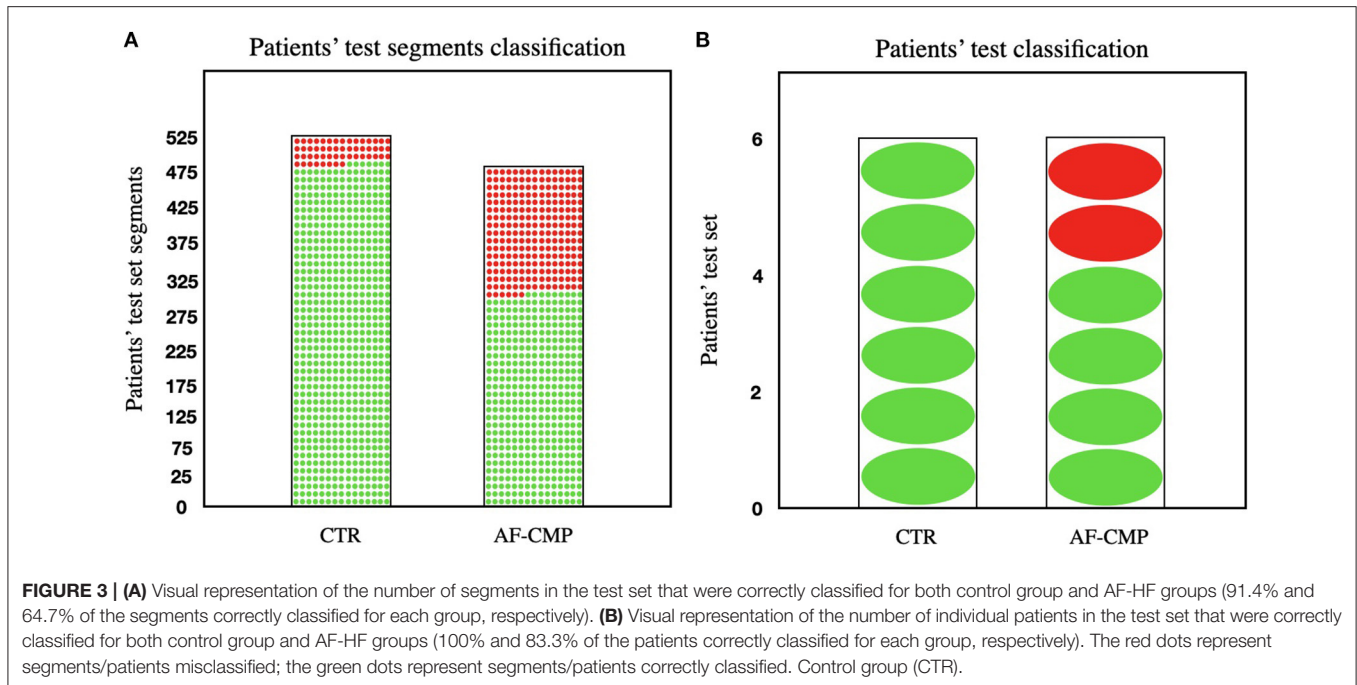 A
Patients' test segments classification
525
475
425
375
325
275
225
175
125
75
25
0
Patients' test set segments
CTR
AF-CMP
B
Patients' test classification
6
4
2
0
Patients' test set
CTR
AF-CMP
FIGURE 3 | (A) Visual representation of the number of segments in the test set that were correctly classified for both control group and AF-HF groups (91.4% and
64.7% of the segments correctly classified for each group, respectively). (B) Visual representation of the number of individual patients in the test set that were correctly
classified for both control group and AF-HF groups (100% and 83.3% of the patients correctly classified for each group, respectively). The red dots represent
segments/patients misclassified; the green dots represent segments/patients correctly classified. Control group (CTR).